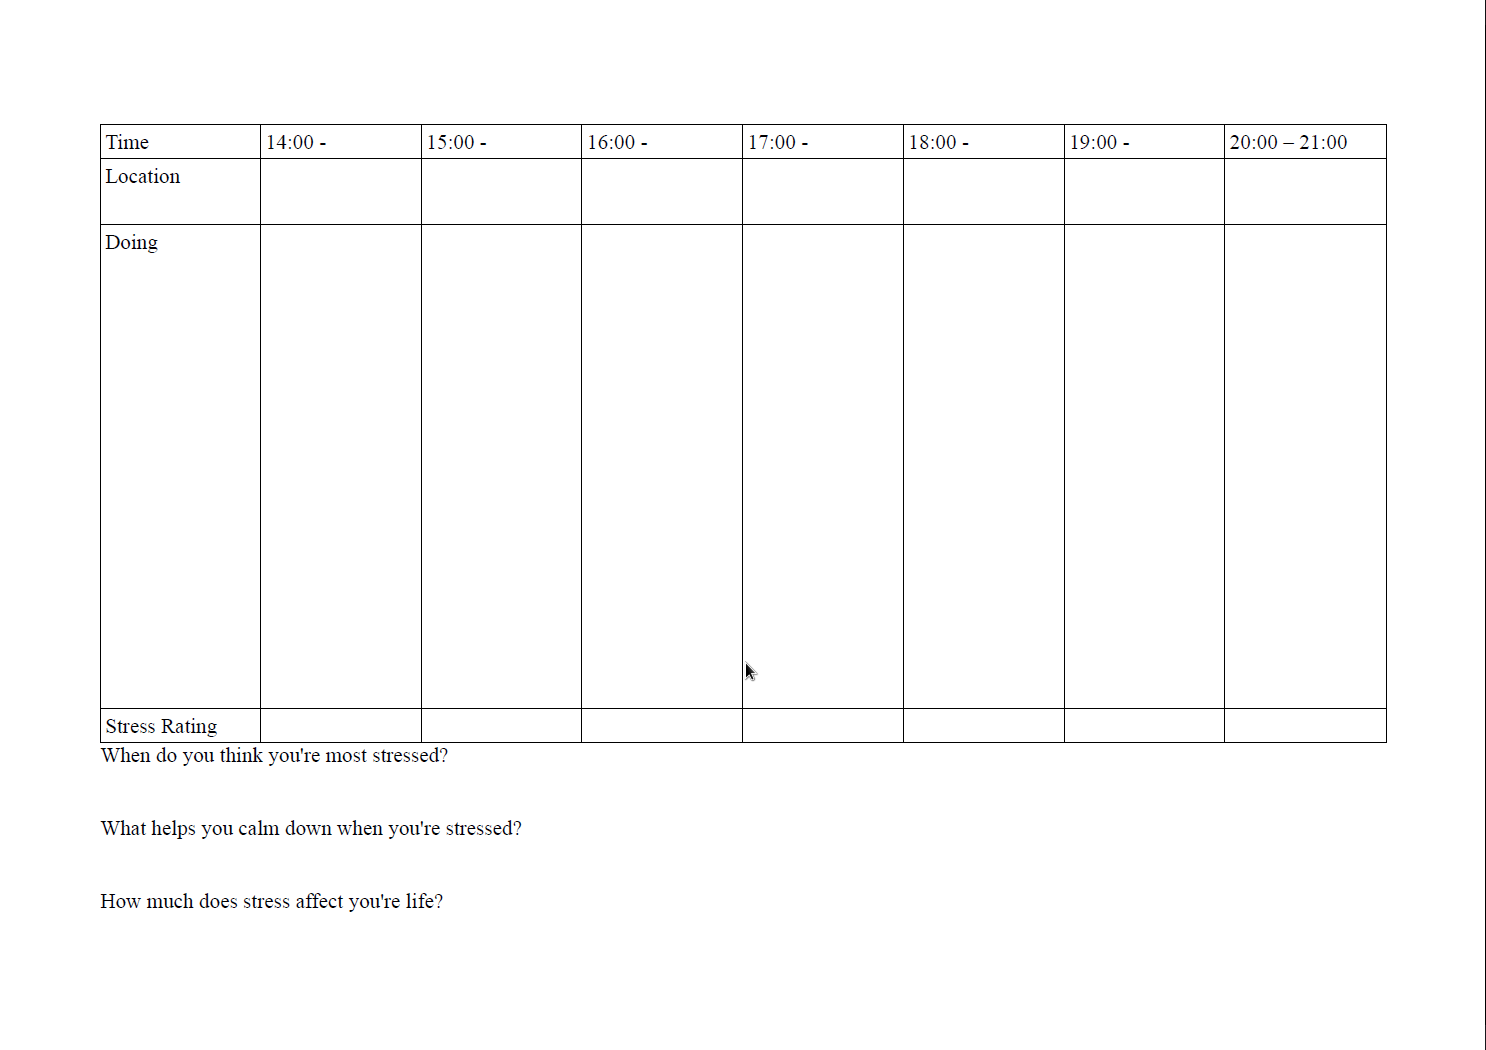 Time 14:00 - 15:00 - 16:00 - 17:00 - 18:00 - 19:00 - 20:00 – 21:00
Location
Doing
Stress Rating
When do you think you're most stressed?
What helps you calm down when you're stressed?
How much does stress affect you're life?